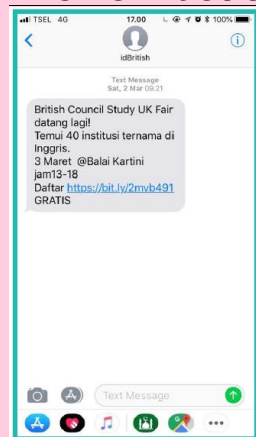 TSEL 4G 17.00 100%
idBritish
Text Message
Sat, 2 Mar 09.21
British Council Study UK Fair
datang lagi!
Temui 40 institusi ternama di
Inggris.
3 Maret @Balai Kartini
jam13-18
Daftar https://bit.ly/2mvb491
GRATIS
Text Message